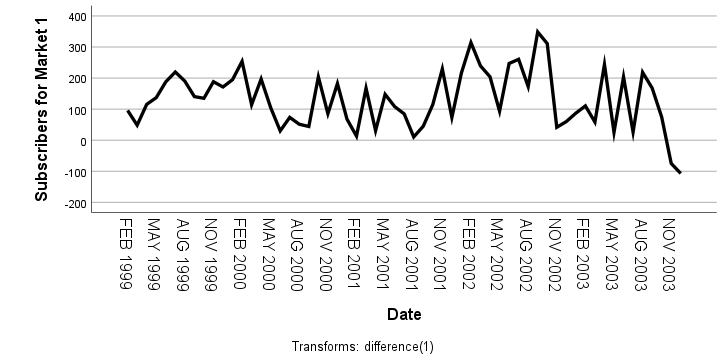 Subscribers for Market 1
400
300
200
100
0
-100
-200
FEB 1999
MAY 1999
AUG 1999
NOV 1999
FEB 2000
MAY 2000
AUG 2000
NOV 2000
FEB 2001
MAY 2001
AUG 2001
NOV 2001
FEB 2002
MAY 2002
AUG 2002
NOV 2002
FEB 2003
MAY 2003
AUG 2003
NOV 2003
Date
Transforms: difference(1)